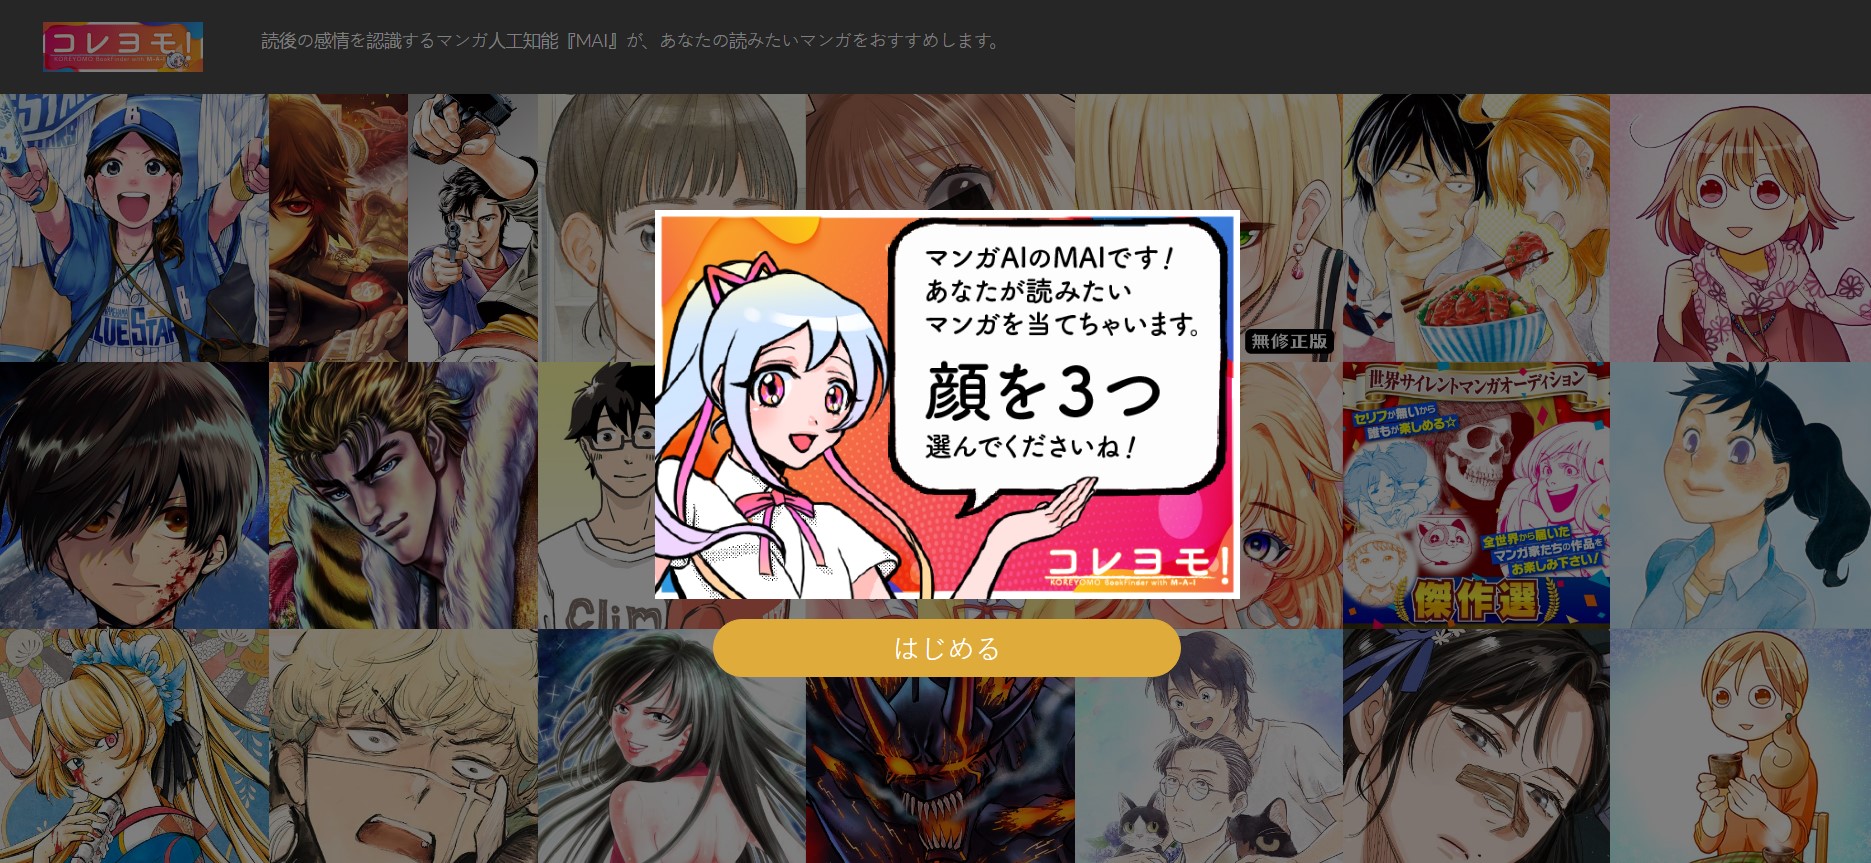 コレヨモ!
KOREYOMO BookFinder with M-A-I
読後の感情を認識するマンガ人工知能『MAI』が、あなたの読みたいマンガをおすすめします。
B
BLUE STAR
マンガAIのMAIです!
あなたが読みたい
マンガを当てちゃいます。
顔を3つ
選んでくださいね!
コレヨモ!
KOREYOMO BookFinder with M-A-I
無修正版
世界サイレントマンガオーディション
セリフが無いから
誰もが楽しめる☆
全世界から届いた
マンガ家たちの作品を
お楽しみ下さい!
傑作選
Clim
はじめる